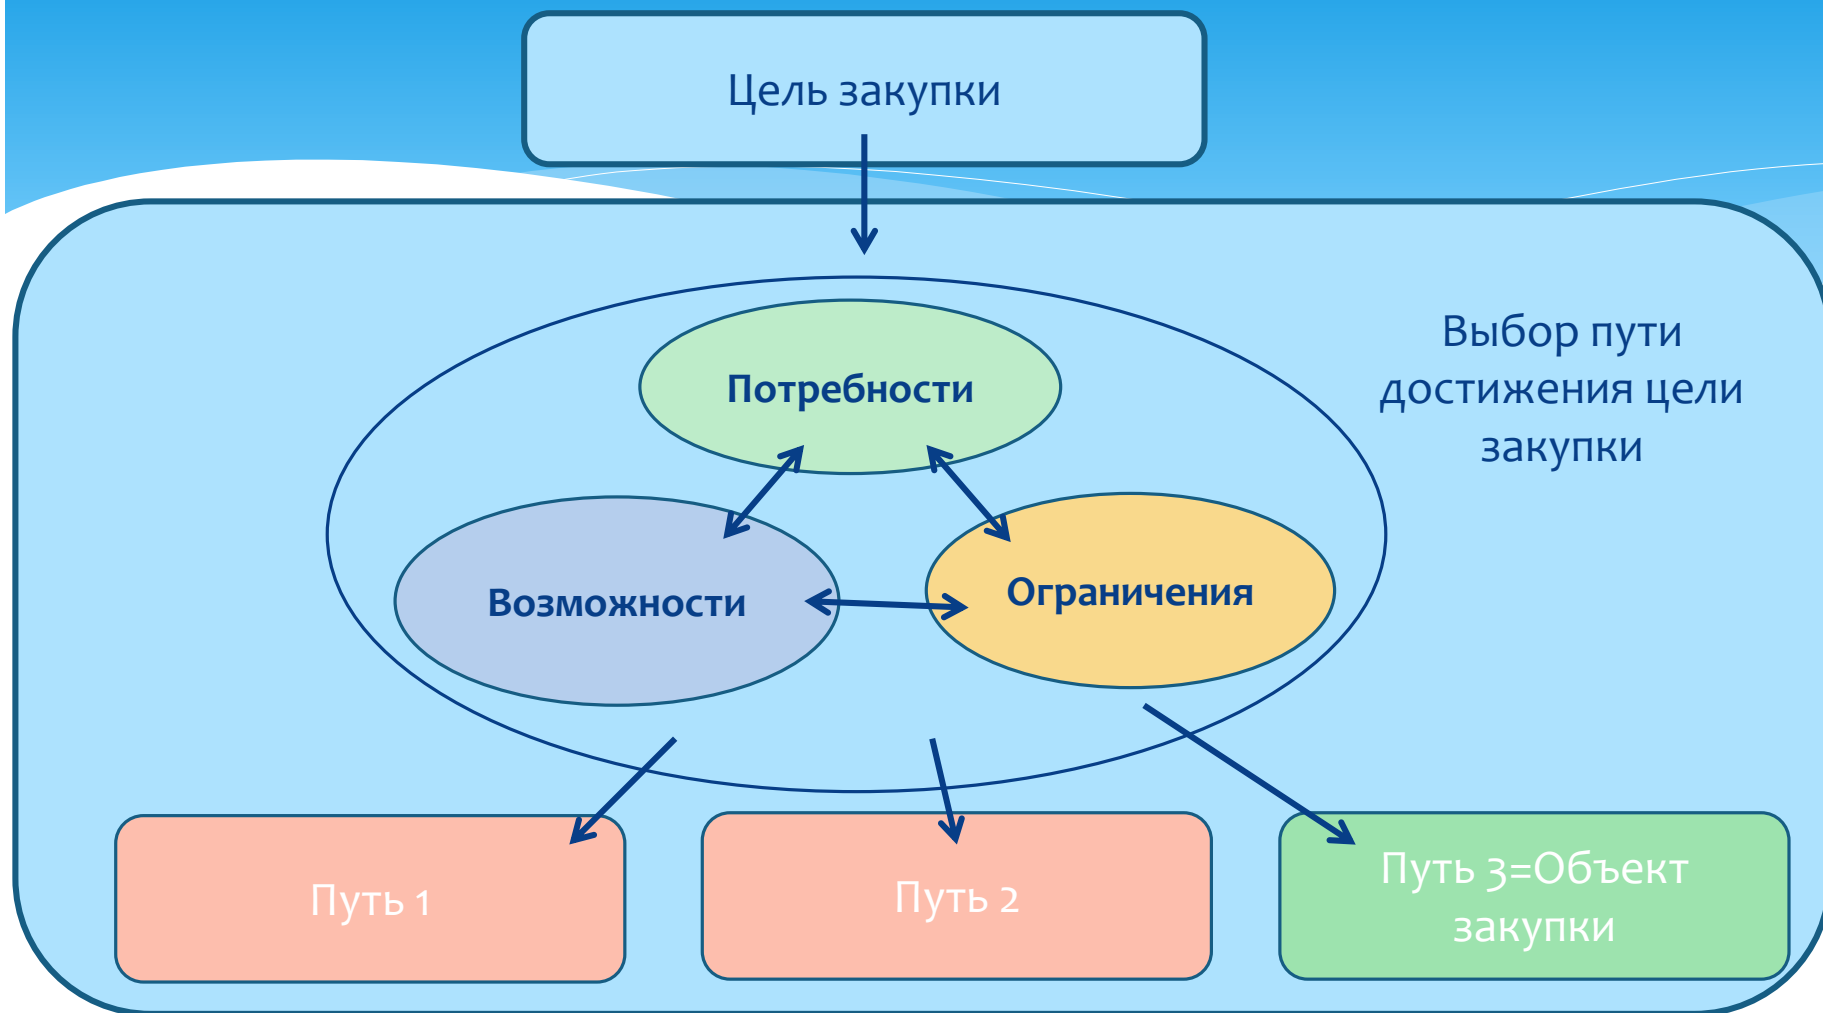 Цель закупки
Выбор пути
достижения цели
закупки
Потребности
Возможности
Ограничения
Путь 1
Путь 2
Путь 3=Объект
закупки